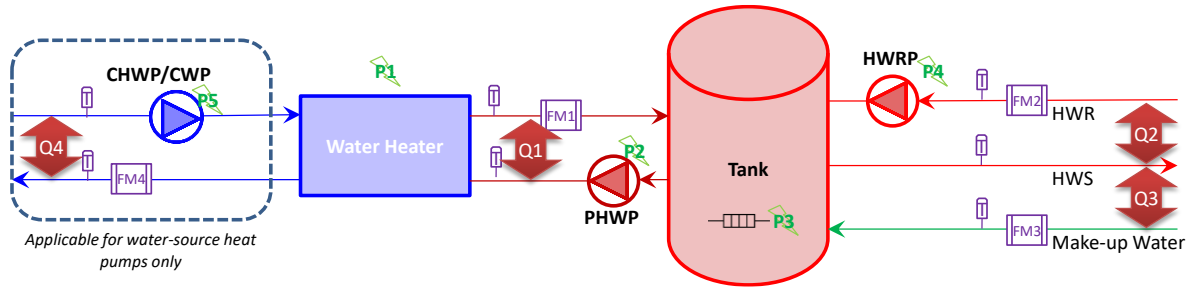 CHWP/CWP
P5
T
Q4
T
FM4
Applicable for water-source heat
pumps only
P1
Water Heater
T
FM1
Q1
T
P2
PHWP
Tank
P3
HWRP
P4
T
FM2
HWR
Q2
T
HWS
Q3
T
FM3
Make-up Water